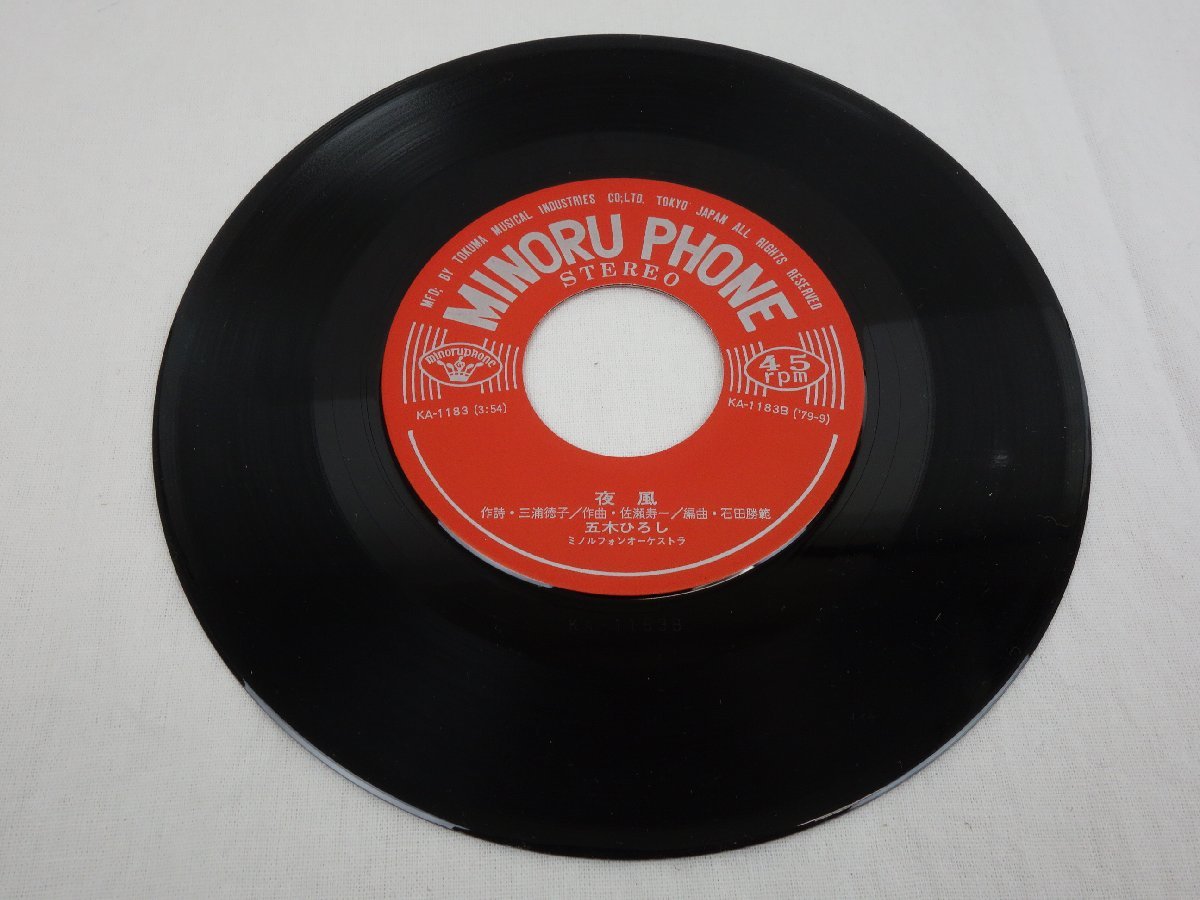 MFD; BY TOKUMA MUSICAL INDUSTRIES CO;LTD. TOKYO JAPAN ALL RIGHTS RESERVED
MINORU PHONE
STEREO
minoruphone
45
rpm
KA-1183 (3:54)
KA-1183B ('79-9)
夜風
作詩・三浦徳子/作曲・佐瀬寿一/編曲・石田勝範
五木ひろし
ミノルフォンオーケストラ
KA-1183B